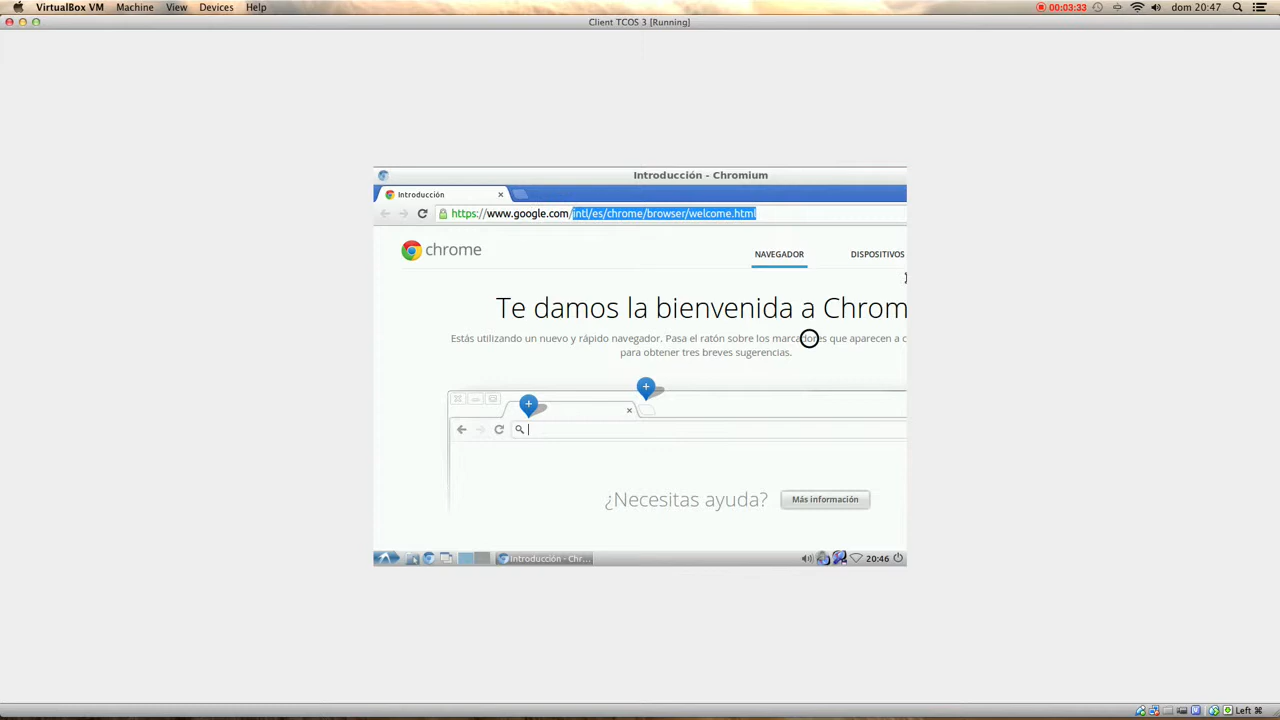 VirtualBox VM Machine View Devices Help
00:03:33 dom 20:47
Client TCOS 3 [Running]
Introducción - Chromium
Introducción
https://www.google.com/intl/es/chrome/browser/welcome.html
chrome
NAVEGADOR DISPOSITIVOS
Te damos la bienvenida a Chrom
Estás utilizando un nuevo y rápido navegador. Pasa el ratón sobre los marcadores que aparecen a c
para obtener tres breves sugerencias.
¿Necesitas ayuda? Más información
Introducción - Chr...
20:46
Left ⌘